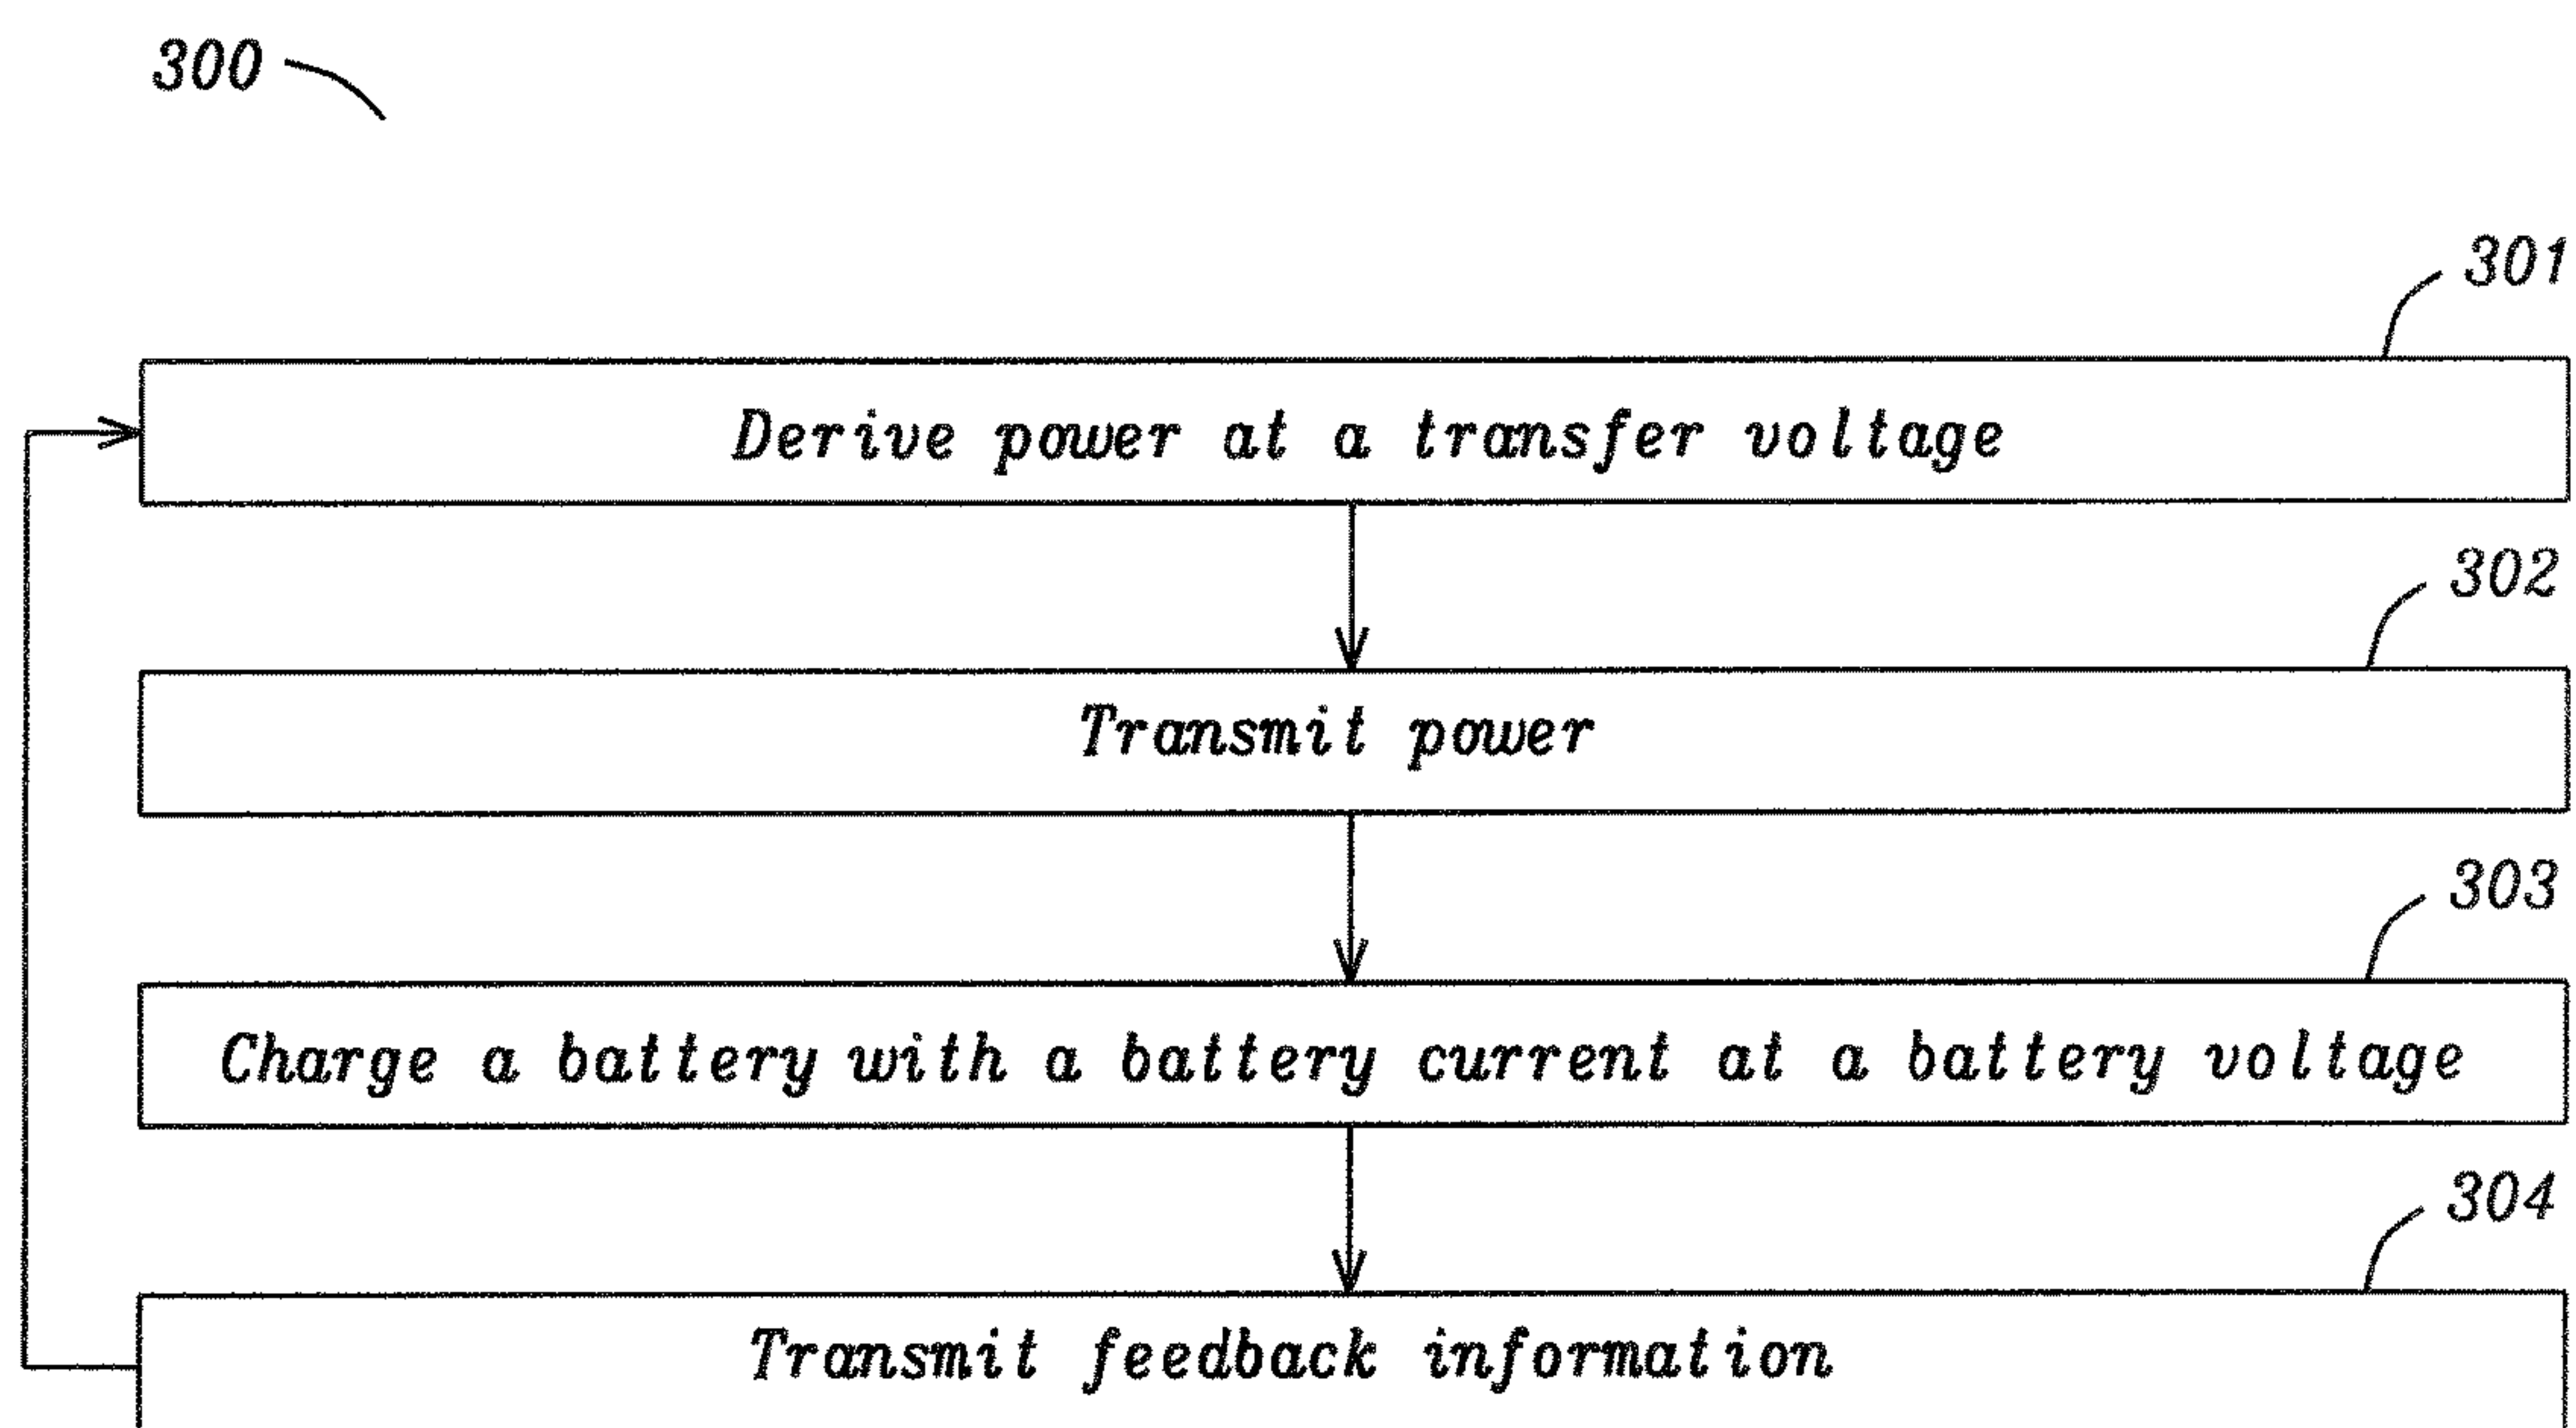 300
301
Derive power at a transfer voltage
302
Transmit power
303
Charge a battery with a battery current at a battery voltage
304
Transmit feedback information